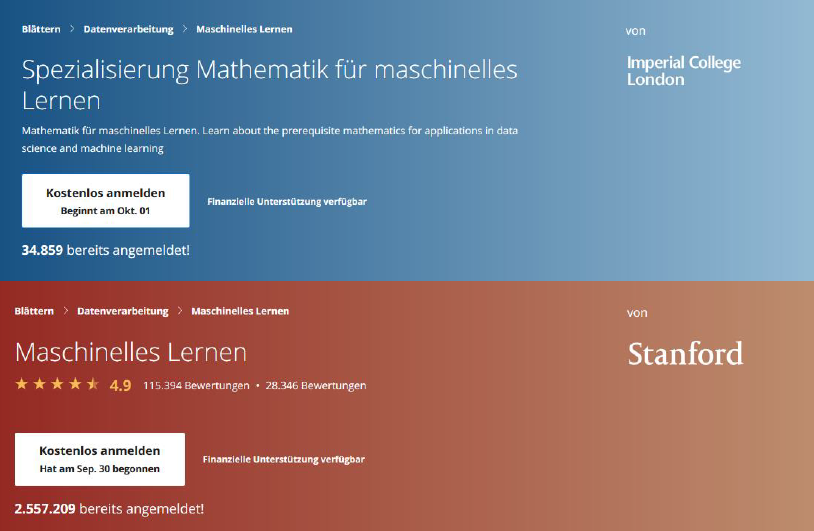 Blättern > Datenverarbeitung > Maschinelles Lernen
von
Imperial College
London
Spezialisierung Mathematik für maschinelles
Lernen
Mathematik für maschinelles Lernen. Learn about the prerequisite mathematics for applications in data
science and machine learning
Kostenlos anmelden
Beginnt am Okt. 01
Finanzielle Unterstützung verfügbar
34.859 bereits angemeldet!
Blättern > Datenverarbeitung > Maschinelles Lernen
von
Stanford
Maschinelles Lernen
4.9 115.394 Bewertungen • 28.346 Bewertungen
Kostenlos anmelden
Hat am Sep. 30 begonnen
Finanzielle Unterstützung verfügbar
2.557.209 bereits angemeldet!